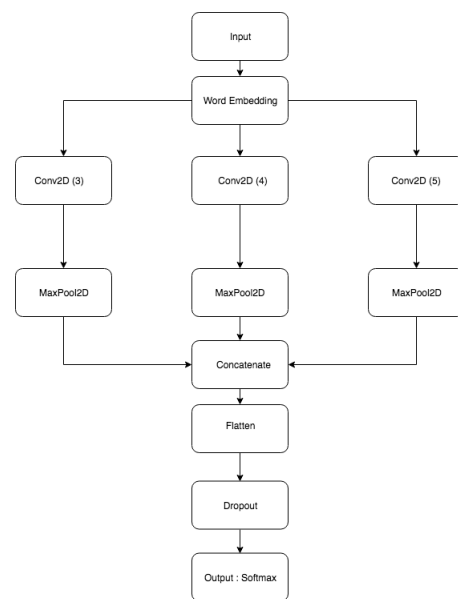 Input
Word Embedding
Conv2D (3)
Conv2D (4)
Conv2D (5)
MaxPool2D
MaxPool2D
MaxPool2D
Concatenate
Flatten
Dropout
Output : Softmax